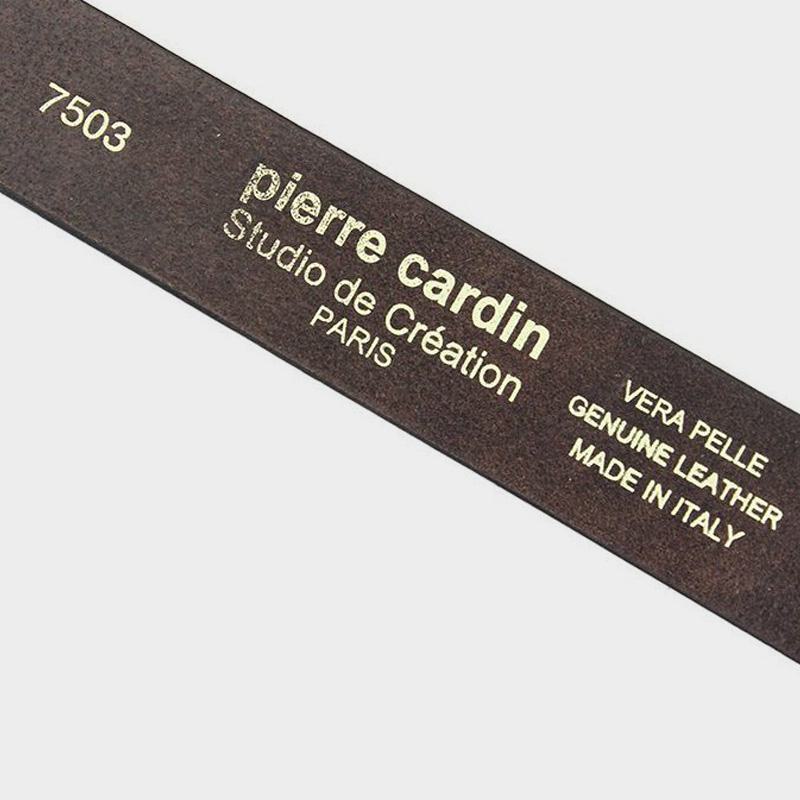 7503
pierre cardin
Studio de Création
PARIS
VERA PELLE
GENUINE LEATHER
MADE IN ITALY